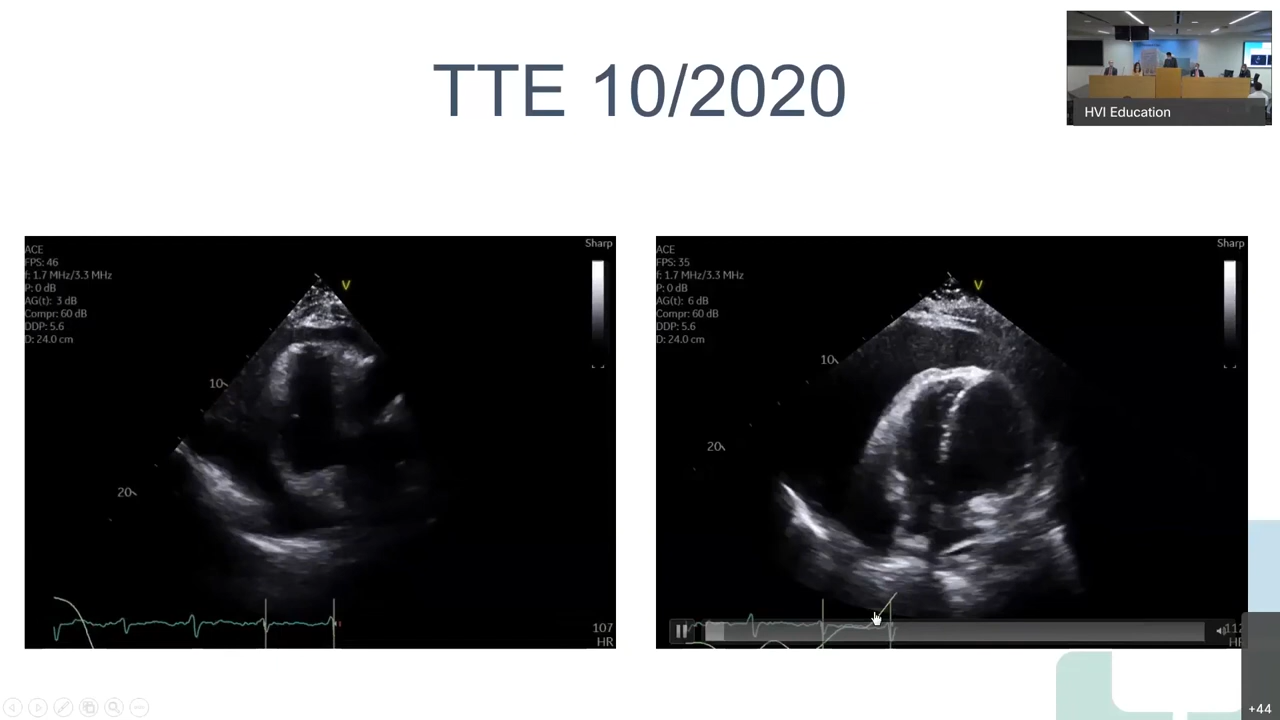 TTE 10/2020
HVI Education
ACE
FPS: 46
f: 1.7 MHz/3.3 MHz
P: 0 dB
AG(t): 3 dB
Compr: 60 dB
DDP: 5.6
D: 24.0 cm
Sharp
V
10
20
107
HR
ACE
FPS: 35
f: 1.7 MHz/3.3 MHz
P: 0 dB
AG(t): 6 dB
Compr: 60 dB
DDP: 5.6
D: 24.0 cm
Sharp
V
10
20
112
HR
+44